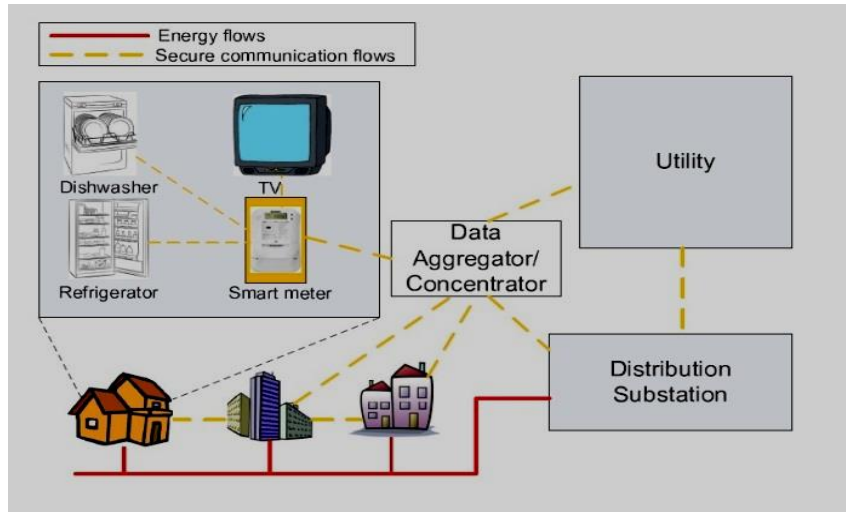 Energy flows
Secure communication flows
Dishwasher
TV
Refrigerator
Smart meter
Data
Aggregator/
Concentrator
Utility
Distribution
Substation